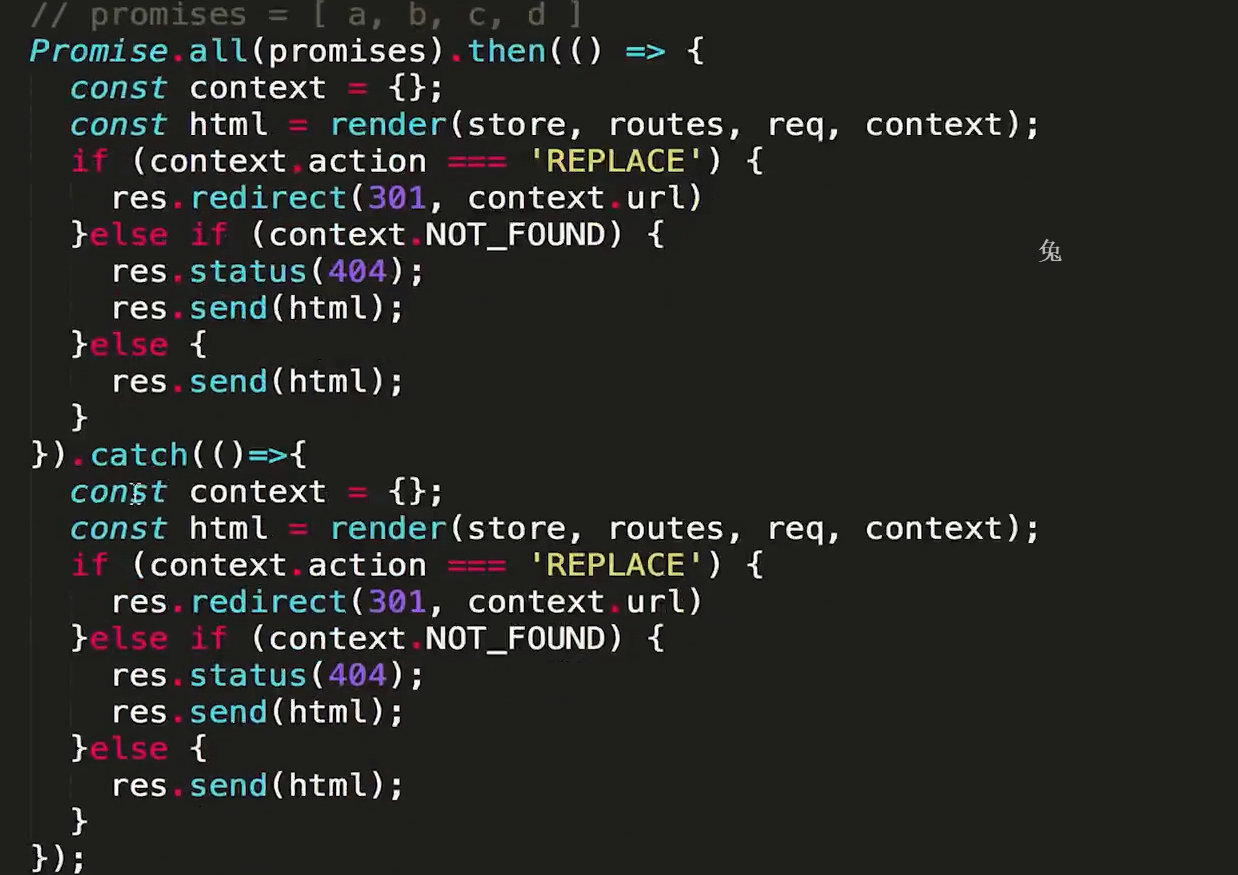 // promises = [ a, b, c, d ]
Promise.all(promises).then(() => {
  const context = {};
  const html = render(store, routes, req, context);
  if (context.action === 'REPLACE') {
    res.redirect(301, context.url)
  }else if (context.NOT_FOUND) {
兔
    res.status(404);
    res.send(html);
  }else {
    res.send(html);
  }
}).catch(()=>{
  const context = {};
  const html = render(store, routes, req, context);
  if (context.action === 'REPLACE') {
    res.redirect(301, context.url)
  }else if (context.NOT_FOUND) {
    res.status(404);
    res.send(html);
  }else {
    res.send(html);
  }
});